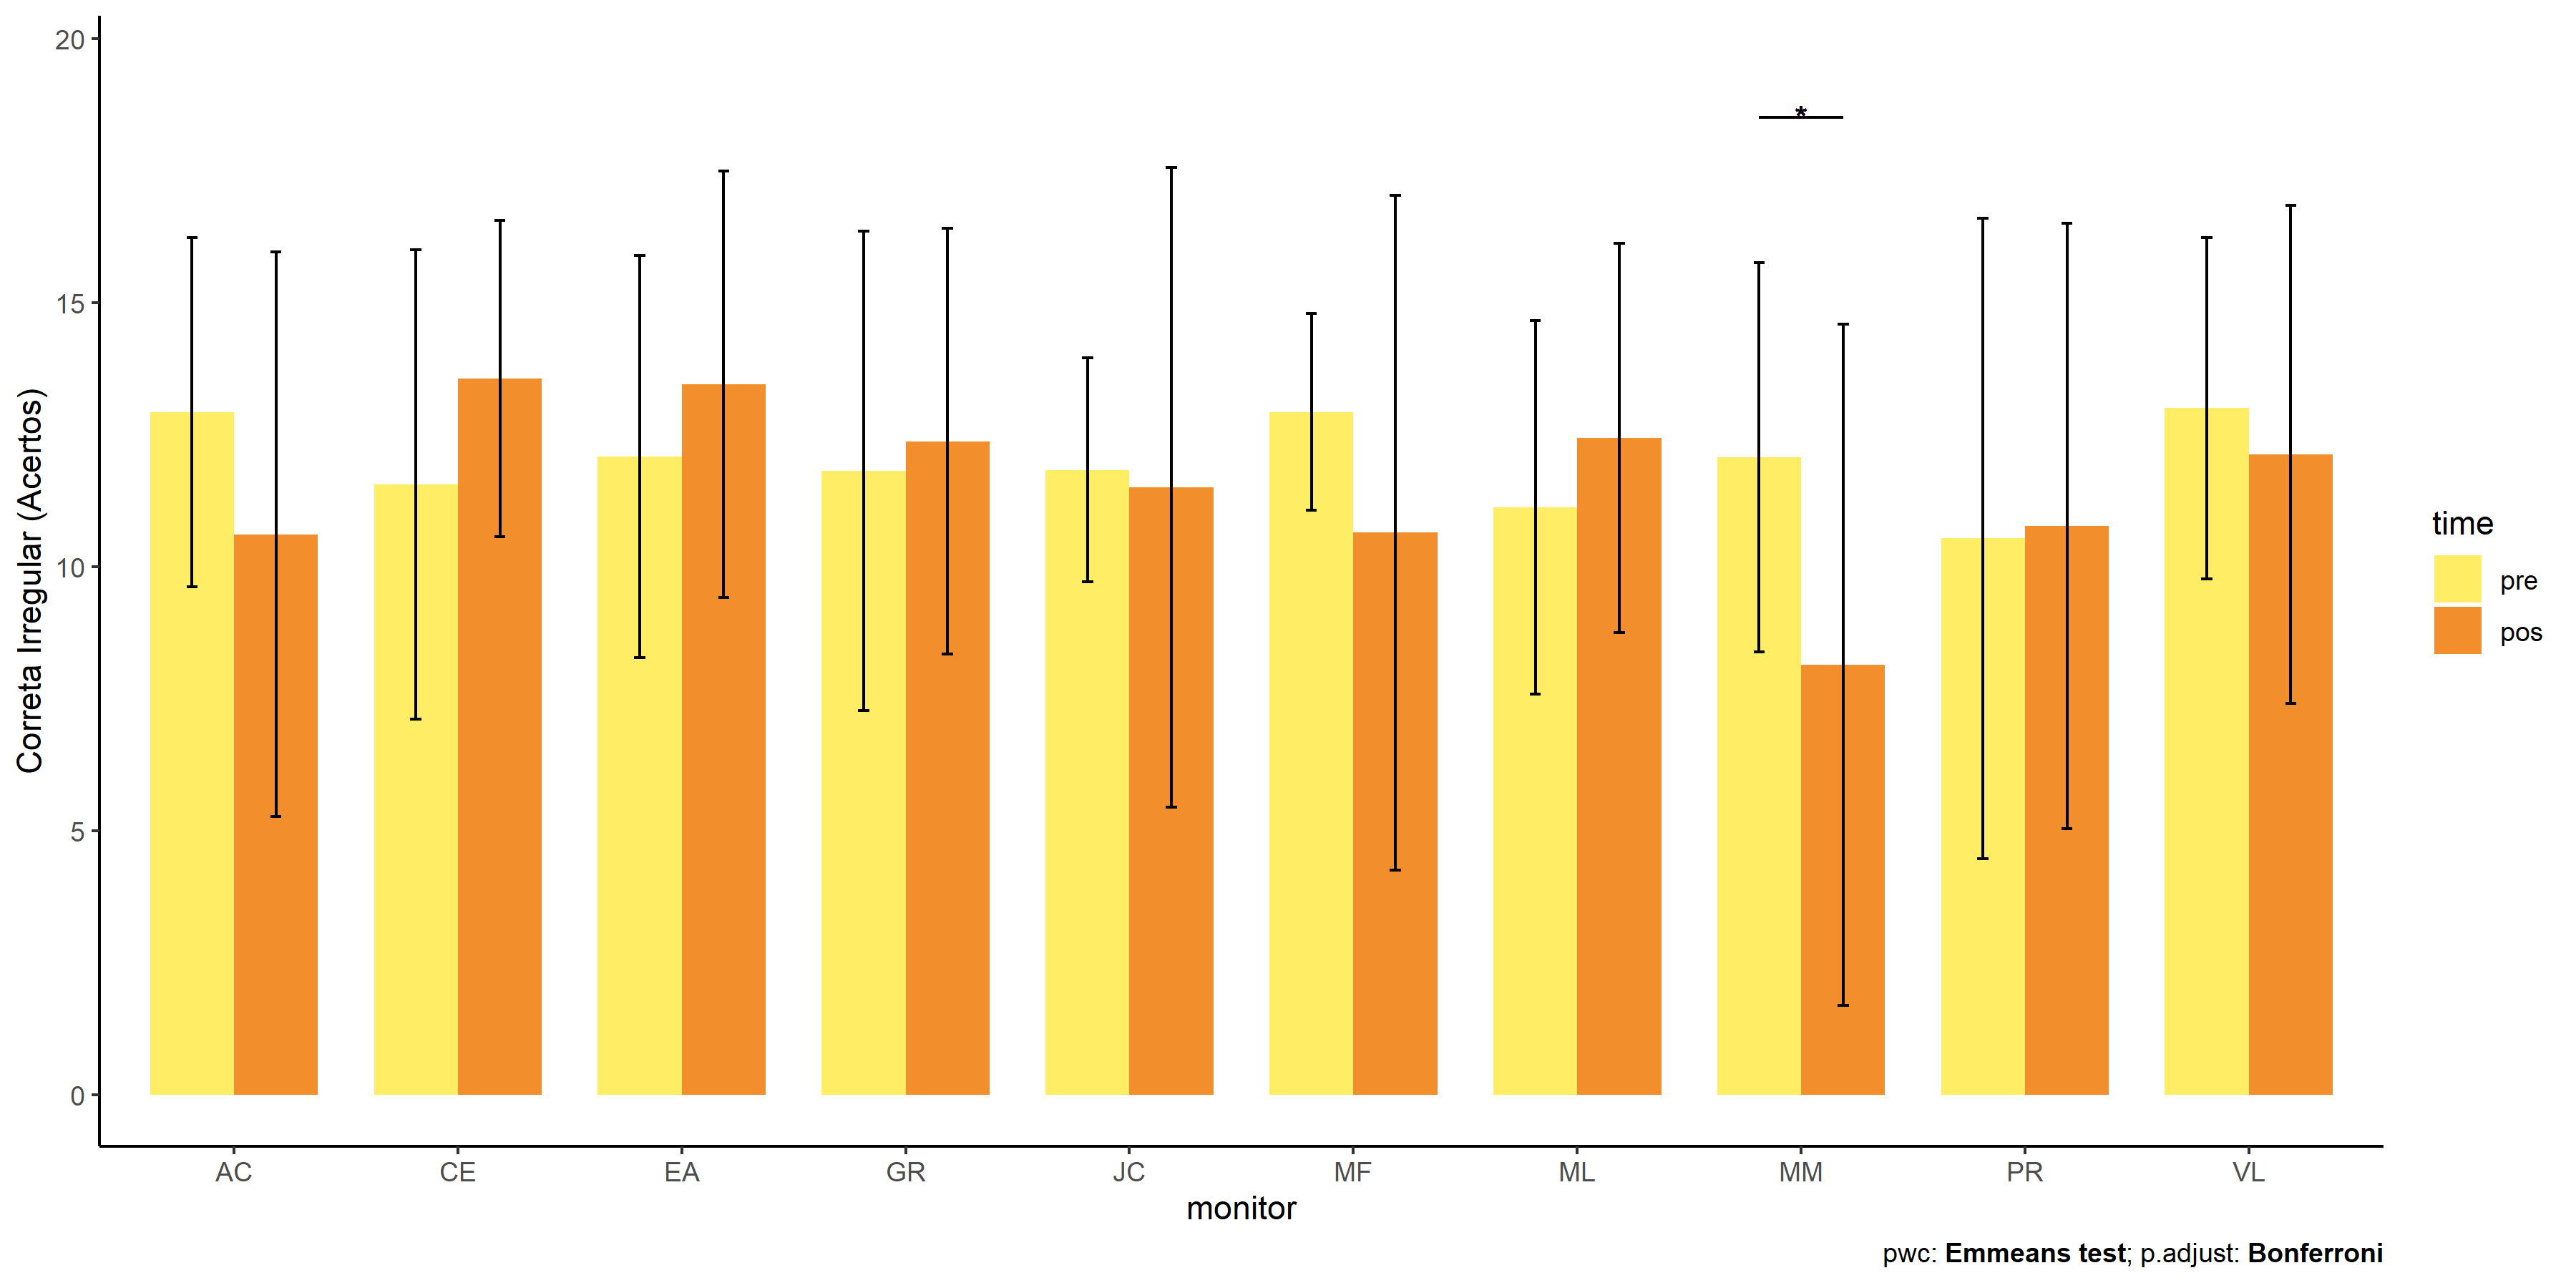 20
15
10
5
0
Correta Irregular (Acertos)
*
AC CE EA GR JC MF ML MM PR VL
monitor
time
pre
pos
pwc: Emmeans test; p.adjust: Bonferroni